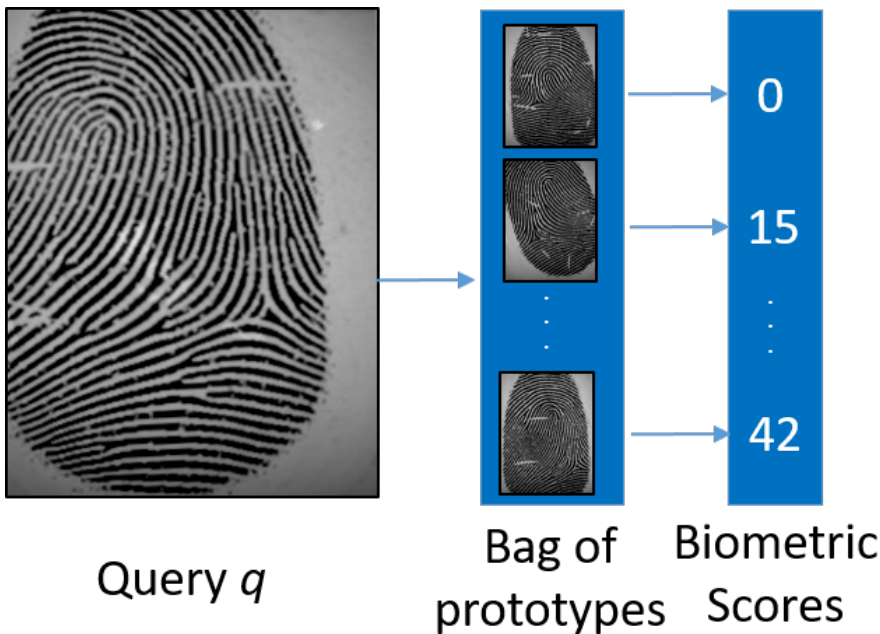 0
15
42
Query q
Bag of
prototypes
Biometric
Scores